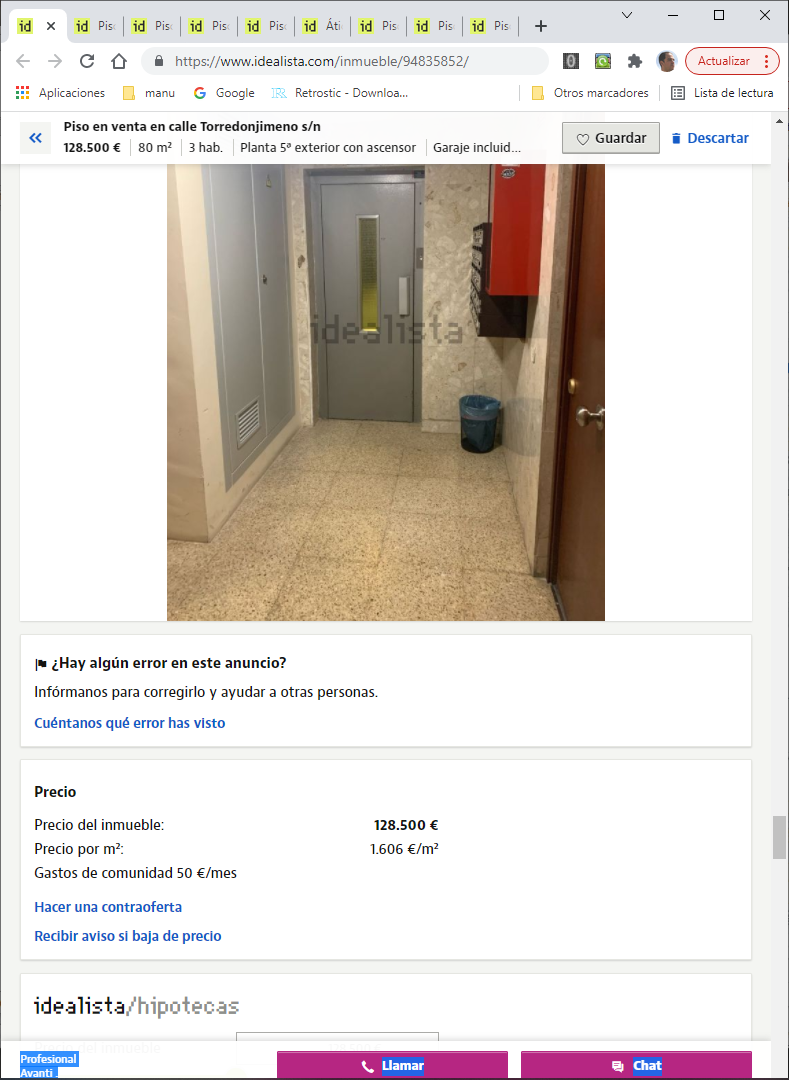 id
id Pis
id Pis
id Pis
id Pis
id Áti
id Pis
id Pis
id Pis
https://www.idealista.com/inmueble/94835852/
Actualizar
Aplicaciones
manu
Google
Retrostic - Downloa...
Otros marcadores
Lista de lectura
Piso en venta en calle Torredonjimeno s/n
128.500 € 80 m² 3 hab. Planta 5ª exterior con ascensor Garaje incluid...
Guardar
Descartar
idealista
¿Hay algún error en este anuncio?
Infórmanos para corregirlo y ayudar a otras personas.
Cuéntanos qué error has visto
Precio
Precio del inmueble: 128.500 €
Precio por m²: 1.606 €/m²
Gastos de comunidad 50 €/mes
Hacer una contraoferta
Recibir aviso si baja de precio
idealista/hipotecas
Precio del inmueble
Profesional
Avanti
Llamar
Chat